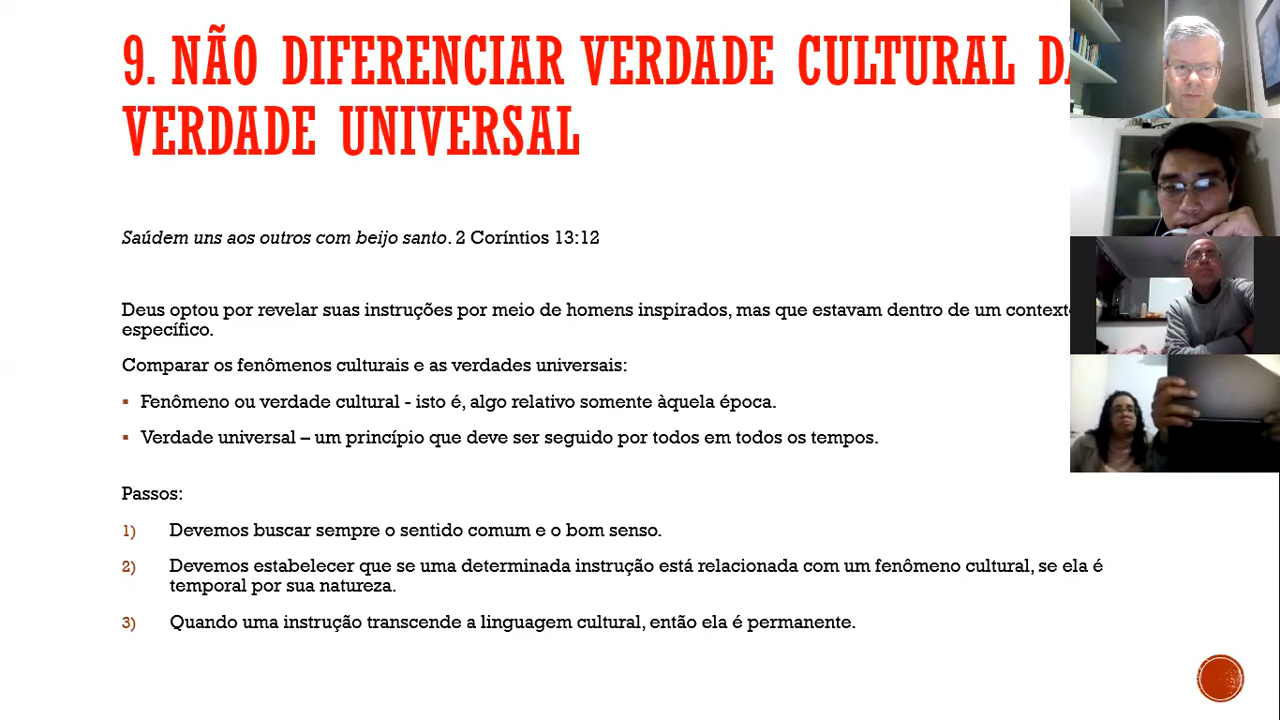 9. NÃO DIFERENCIAR VERDADE CULTURAL
VERDADE UNIVERSAL
Saúdem uns aos outros com beijo santo. 2 Coríntios 13:12
Deus optou por revelar suas instruções por meio de homens inspirados, mas que estavam dentro de um contexto
específico.
Comparar os fenômenos culturais e as verdades universais:
▪ Fenômeno ou verdade cultural - isto é, algo relativo somente àquela época.
▪ Verdade universal – um princípio que deve ser seguido por todos em todos os tempos.
Passos:
1) Devemos buscar sempre o sentido comum e o bom senso.
2) Devemos estabelecer que se uma determinada instrução está relacionada com um fenômeno cultural, se ela é
temporal por sua natureza.
3) Quando uma instrução transcende a linguagem cultural, então ela é permanente.